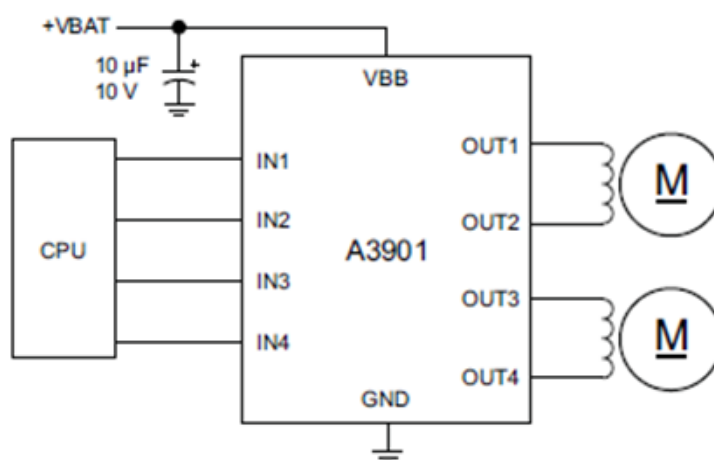 +VBAT
10 µF
+
10 V
VBB
CPU
IN1
IN2
IN3
IN4
A3901
OUT1
OUT2
OUT3
OUT4
GND
M
M